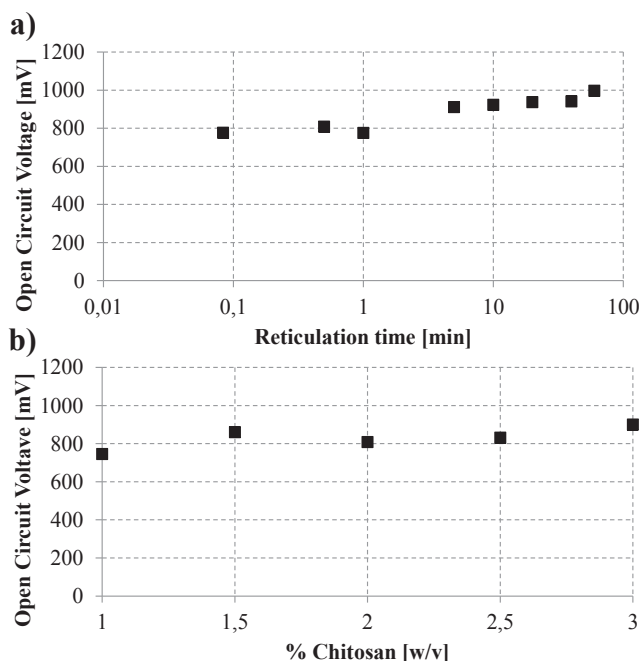 a)
Open Circuit Voltage [mV]
1200
1000
800
600
400
200
0
0,01 0,1 1 10 100
Reticulation time [min]
b)
Open Circuit Voltave [mV]
1200
1000
800
600
400
200
0
1 1,5 2 2,5 3
% Chitosan [w/v]